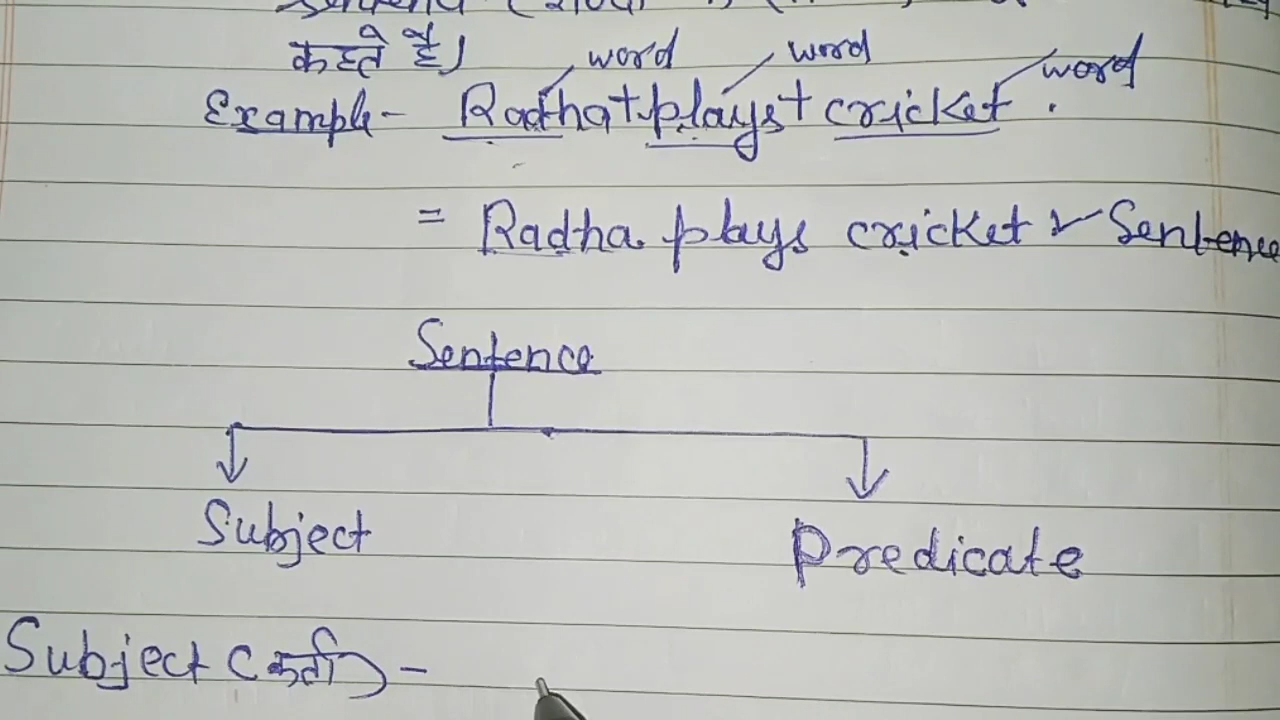 कहते है।
word word word
Example- Radha + plays + cricket.
= Radha plays cricket Sentence
Sentence
Subject Predicate
Subject (कर्ता) -